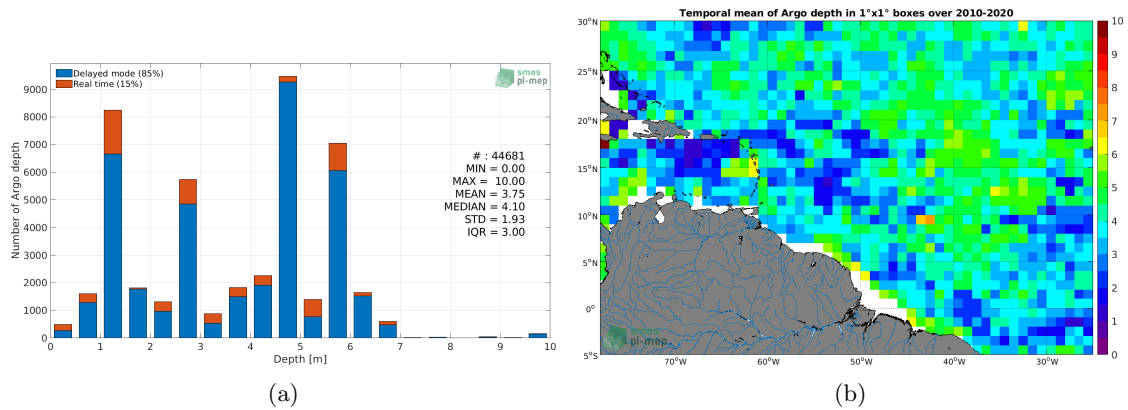 Delayed mode (85%)
Real time (15%)
smos
pi-mep
# : 44681
MIN = 0.00
MAX = 10.00
MEAN = 3.75
MEDIAN = 4.10
STD = 1.93
IQR = 3.00
Number of Argo depth
9000
8000
7000
6000
5000
4000
3000
2000
1000
0
0 1 2 3 4 5 6 7 8 9 10
Depth [m]
(a)
Temporal mean of Argo depth in 1°x1° boxes over 2010-2020
30°N
25°N
20°N
15°N
10°N
5°N
0°
5°S
70°W 60°W 50°W 40°W 30°W
smos
pi-mep
10
9
8
7
6
5
4
3
2
1
0
(b)